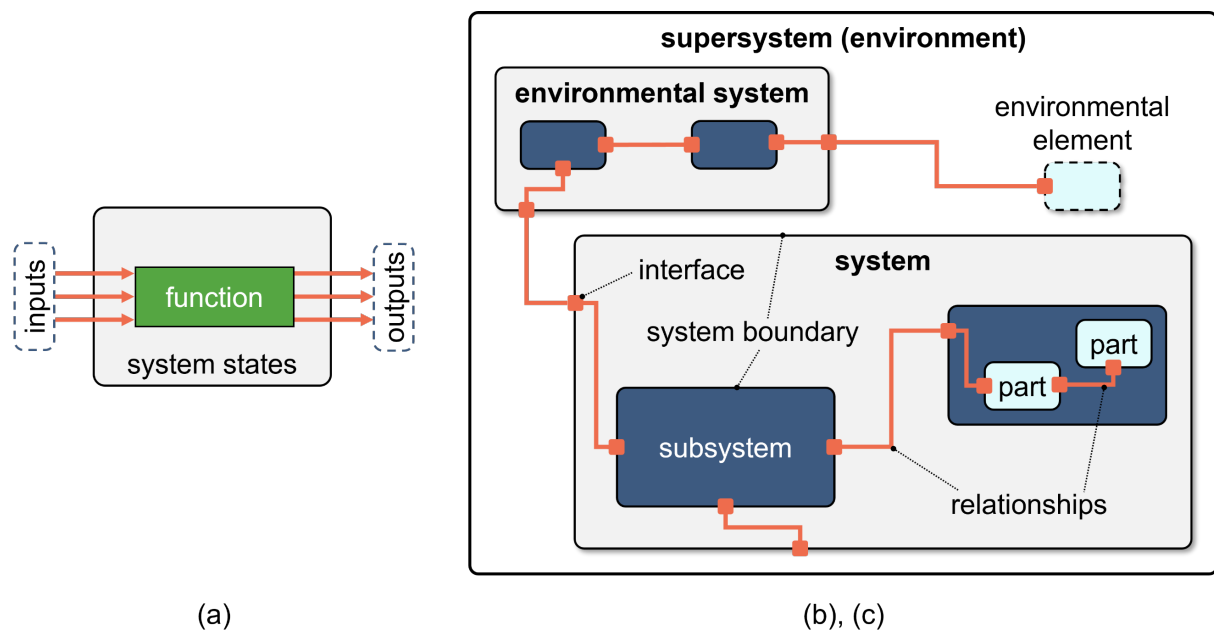 inputs
function
outputs
system states
(a)
supersystem (environment)
environmental system
environmental
element
system
interface
system boundary
part
part
subsystem
relationships
(b), (c)